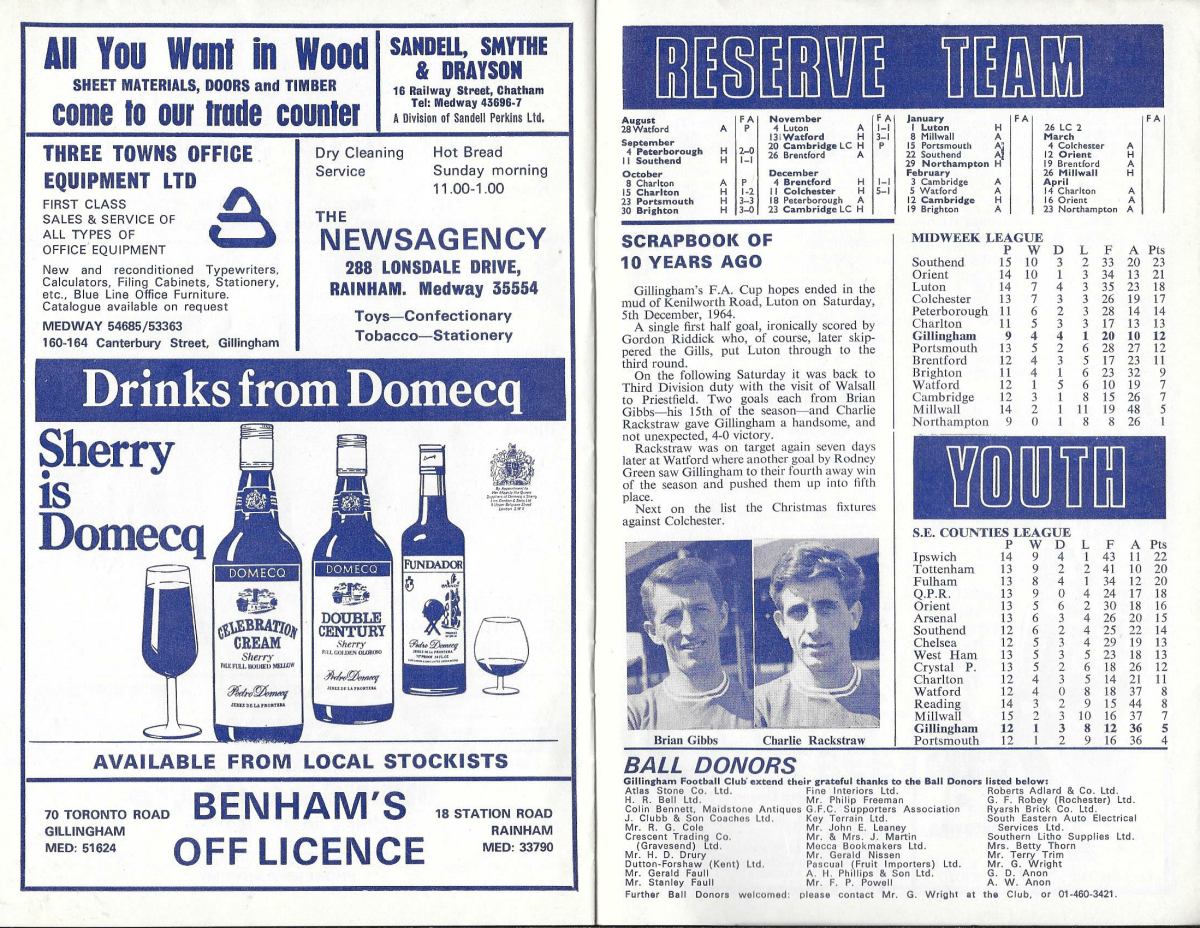 All You Want in Wood
SHEET MATERIALS, DOORS and TIMBER
come to our trade counter
SANDELL, SMYTHE
& DRAYSON
16 Railway Street, Chatham
Tel: Medway 43696-7
A Division of Sandell Perkins Ltd.
THREE TOWNS OFFICE
EQUIPMENT LTD
FIRST CLASS
SALES & SERVICE OF
ALL TYPES OF
OFFICE EQUIPMENT
New and reconditioned Typewriters,
Calculators, Filing Cabinets, Stationery,
etc., Blue Line Office Furniture.
Catalogue available on request
MEDWAY 54685/53363
160-164 Canterbury Street, Gillingham
Dry Cleaning
Service
Hot Bread
Sunday morning
11.00-1.00
THE
NEWSAGENCY
288 LONSDALE DRIVE,
RAINHAM. Medway 35554
Toys—Confectionary
Tobacco—Stationery
Drinks from Domecq
Sherry
is
Domecq
DOMECQ
CELEBRATION
CREAM
Sherry
PALE FULL BODIED MELLOW
Pedro Domecq
JEREZ DE LA FRONTERA
DOMECQ
DOUBLE
CENTURY
Sherry
FULL GOLDEN OLOROSO
Pedro Domecq
JEREZ DE LA FRONTERA
FUNDADOR
Pedro Domecq
JEREZ DE LA FRONTERA
By Appointment to
Her Majesty the Queen
AVAILABLE FROM LOCAL STOCKISTS
70 TORONTO ROAD
GILLINGHAM
MED: 51624
BENHAM'S
OFF LICENCE
18 STATION ROAD
RAINHAM
MED: 33790
RESERVE TEAM
August F A
28 Watford A P
September
4 Peterborough H 2–0
11 Southend H 1–1
October
8 Charlton A P
15 Charlton H 1-2
23 Portsmouth H 3–3
30 Brighton H 3–0
November F A
4 Luton A 1–1
13 Watford H 3–1
20 Cambridge LC H P
26 Brentford A
December
4 Brentford H 1–1
11 Colchester H 5–1
18 Peterborough A
23 Cambridge LC H
January F A
1 Luton H
8 Millwall A
15 Portsmouth A
22 Southend A
29 Northampton H
February
3 Cambridge A
5 Watford A
12 Cambridge H
19 Brighton A
F A
26 LC 2
March
4 Colchester A
12 Orient H
19 Brentford A
26 Millwall H
April
14 Charlton A
16 Orient A
23 Northampton A
SCRAPBOOK OF
10 YEARS AGO
Gillingham's F.A. Cup hopes ended in the
mud of Kenilworth Road, Luton on Saturday,
5th December, 1964.
A single first half goal, ironically scored by
Gordon Riddick who, of course, later skip-
pered the Gills, put Luton through to the
third round.
On the following Saturday it was back to
Third Division duty with the visit of Walsall
to Priestfield. Two goals each from Brian
Gibbs—his 15th of the season—and Charlie
Rackstraw gave Gillingham a handsome, and
not unexpected, 4-0 victory.
Rackstraw was on target again seven days
later at Watford where another goal by Rodney
Green saw Gillingham to their fourth away win
of the season and pushed them up into fifth
place.
Next on the list the Christmas fixtures
against Colchester.
Brian Gibbs
Charlie Rackstraw
MIDWEEK LEAGUE
P W D L F A Pts
Southend 15 10 3 2 33 20 23
Orient 14 10 1 3 34 13 21
Luton 14 7 4 3 35 23 18
Colchester 13 7 3 3 26 19 17
Peterborough 11 6 2 3 28 14 14
Charlton 11 5 3 3 17 13 13
Gillingham 9 4 4 1 20 10 12
Portsmouth 13 5 2 6 28 27 12
Brentford 12 4 3 5 17 23 11
Brighton 11 4 1 6 23 32 9
Watford 12 1 5 6 10 19 7
Cambridge 12 3 1 8 15 26 7
Millwall 14 2 1 11 19 48 5
Northampton 9 0 1 8 8 26 1
YOUTH
S.E. COUNTIES LEAGUE
P W D L F A Pts
Ipswich 14 9 4 1 43 11 22
Tottenham 13 9 2 2 41 10 20
Fulham 13 8 4 1 34 12 20
Q.P.R. 13 9 0 4 24 17 18
Orient 13 5 6 2 30 18 16
Arsenal 13 6 3 4 26 20 15
Southend 12 6 2 4 25 22 14
Chelsea 12 5 3 4 29 19 13
West Ham 13 5 3 5 23 18 13
Crystal P. 13 5 2 6 18 26 12
Charlton 12 4 3 5 14 21 11
Watford 12 4 0 8 18 37 8
Reading 14 3 2 9 15 44 8
Millwall 15 2 3 10 16 37 7
Gillingham 12 1 3 8 12 36 5
Portsmouth 12 1 2 9 16 36 4
BALL DONORS
Gillingham Football Club extend their grateful thanks to the Ball Donors listed below:
Atlas Stone Co. Ltd.
H. R. Bell Ltd.
Colin Bennett, Maidstone Antiques
J. Clubb & Son Coaches Ltd.
Mr. R. G. Cole
Crescent Trading Co.
(Gravesend) Ltd.
Mr. H. D. Drury
Dutton-Forshaw (Kent) Ltd.
Mr. Gerald Faull
Mr. Stanley Faull
Fine Interiors Ltd.
Mr. Philip Freeman
G.F.C. Supporters Association
Key Terrain Ltd.
Mr. John E. Leaney
Mr. & Mrs. J. Martin
Mecca Bookmakers Ltd.
Mr. Gerald Nissen
Pascual (Fruit Importers) Ltd.
A. H. Phillips & Son Ltd.
Mr. F. P. Powell
Roberts Adlard & Co. Ltd.
G. F. Robey (Rochester) Ltd.
Ryarsh Brick Co. Ltd.
South Eastern Auto Electrical
Services Ltd.
Southern Litho Supplies Ltd.
Mrs. Betty Thorn
Mr. Terry Trim
Mr. G. Wright
G. D. Anon
A. W. Anon
Further Ball Donors welcomed: please contact Mr. G. Wright at the Club, or 01-460-3421.